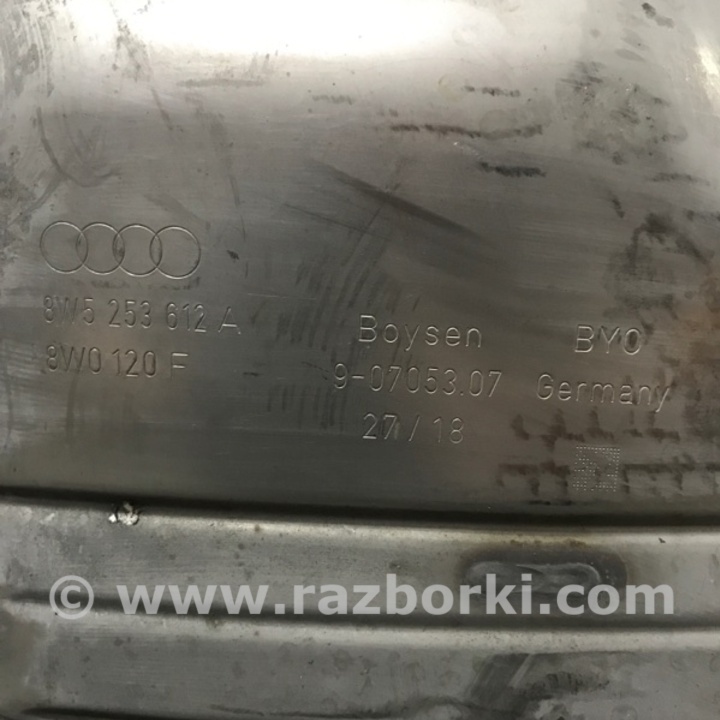 8W5 253 612 A
8W0 120 F
Boysen
9-07053.07
27/18
BYO
Germany
© www.razborki.com